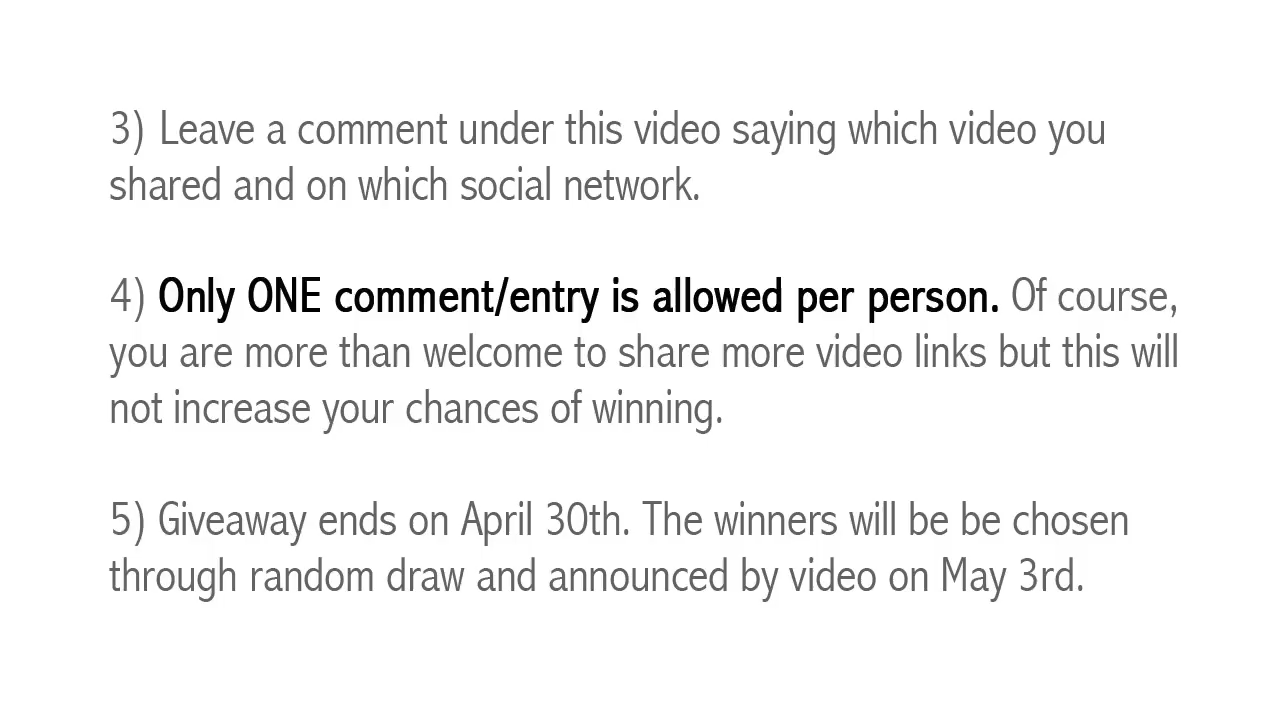 3) Leave a comment under this video saying which video you
shared and on which social network.
4) Only ONE comment/entry is allowed per person. Of course,
you are more than welcome to share more video links but this will
not increase your chances of winning.
5) Giveaway ends on April 30th. The winners will be be chosen
through random draw and announced by video on May 3rd.